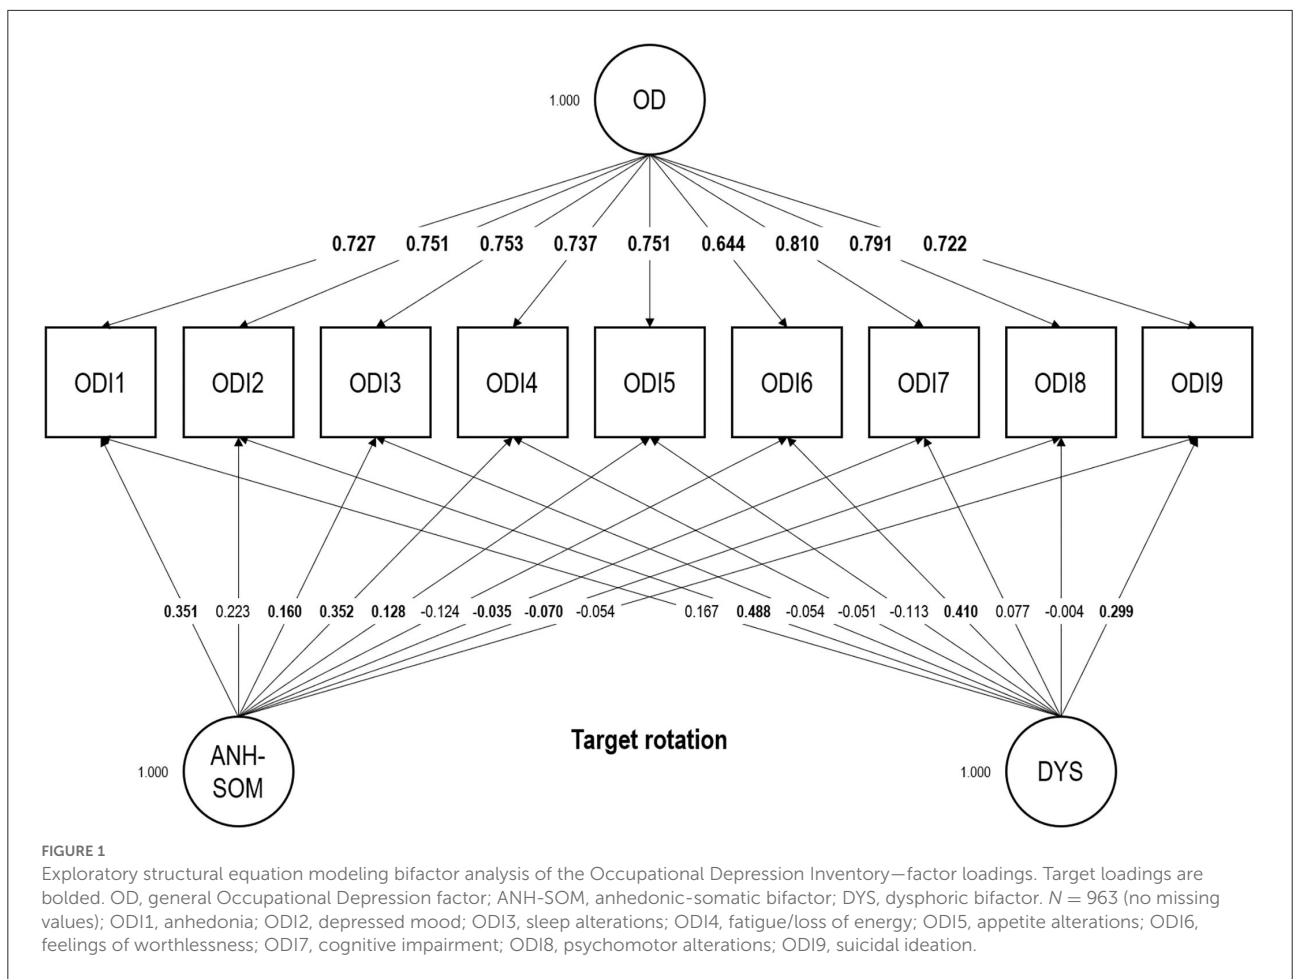 1.000 OD
0.727 0.751 0.753 0.737 0.751 0.644 0.810 0.791 0.722
ODI1 ODI2 ODI3 ODI4 ODI5 ODI6 ODI7 ODI8 ODI9
0.351 0.223 0.160 0.352 0.128 -0.124 -0.035 -0.070 -0.054 0.167 0.488 -0.054 -0.051 -0.113 0.410 0.077 -0.004 0.299
Target rotation
1.000 ANH-
SOM
1.000 DYS
FIGURE 1
Exploratory structural equation modeling bifactor analysis of the Occupational Depression Inventory—factor loadings. Target loadings are
bolded. OD, general Occupational Depression factor; ANH-SOM, anhedonic-somatic bifactor; DYS, dysphoric bifactor. N = 963 (no missing
values); ODI1, anhedonia; ODI2, depressed mood; ODI3, sleep alterations; ODI4, fatigue/loss of energy; ODI5, appetite alterations; ODI6,
feelings of worthlessness; ODI7, cognitive impairment; ODI8, psychomotor alterations; ODI9, suicidal ideation.